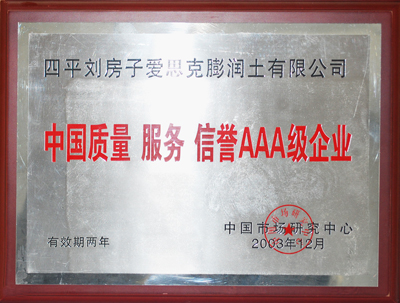 四平刘房子爱思克膨润土有限公司
中国质量 服务 信誉AAA级企业
中国市场研究中心
有效期两年
2003年12月